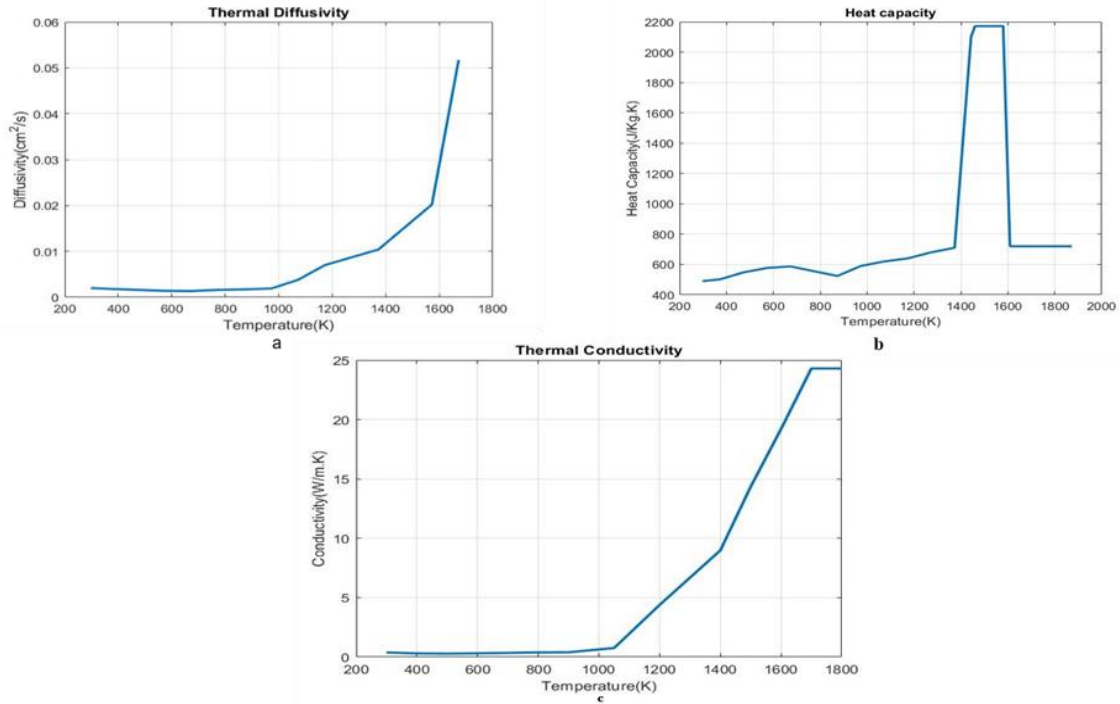 Thermal Diffusivity
0.06
0.05
0.04
0.03
0.02
0.01
0
Diffusivity(cm²/s)
200 400 600 800 1000 1200 1400 1600 1800
Temperature(K)
a
Heat capacity
2200
2000
1800
1600
1400
1200
1000
800
600
400
Heat Capacity(J/Kg.K)
200 400 600 800 1000 1200 1400 1600 1800 2000
Temperature(K)
b
Thermal Conductivity
25
20
15
10
5
0
Conductivity(W/m.K)
200 400 600 800 1000 1200 1400 1600 1800
Temperature(K)
c